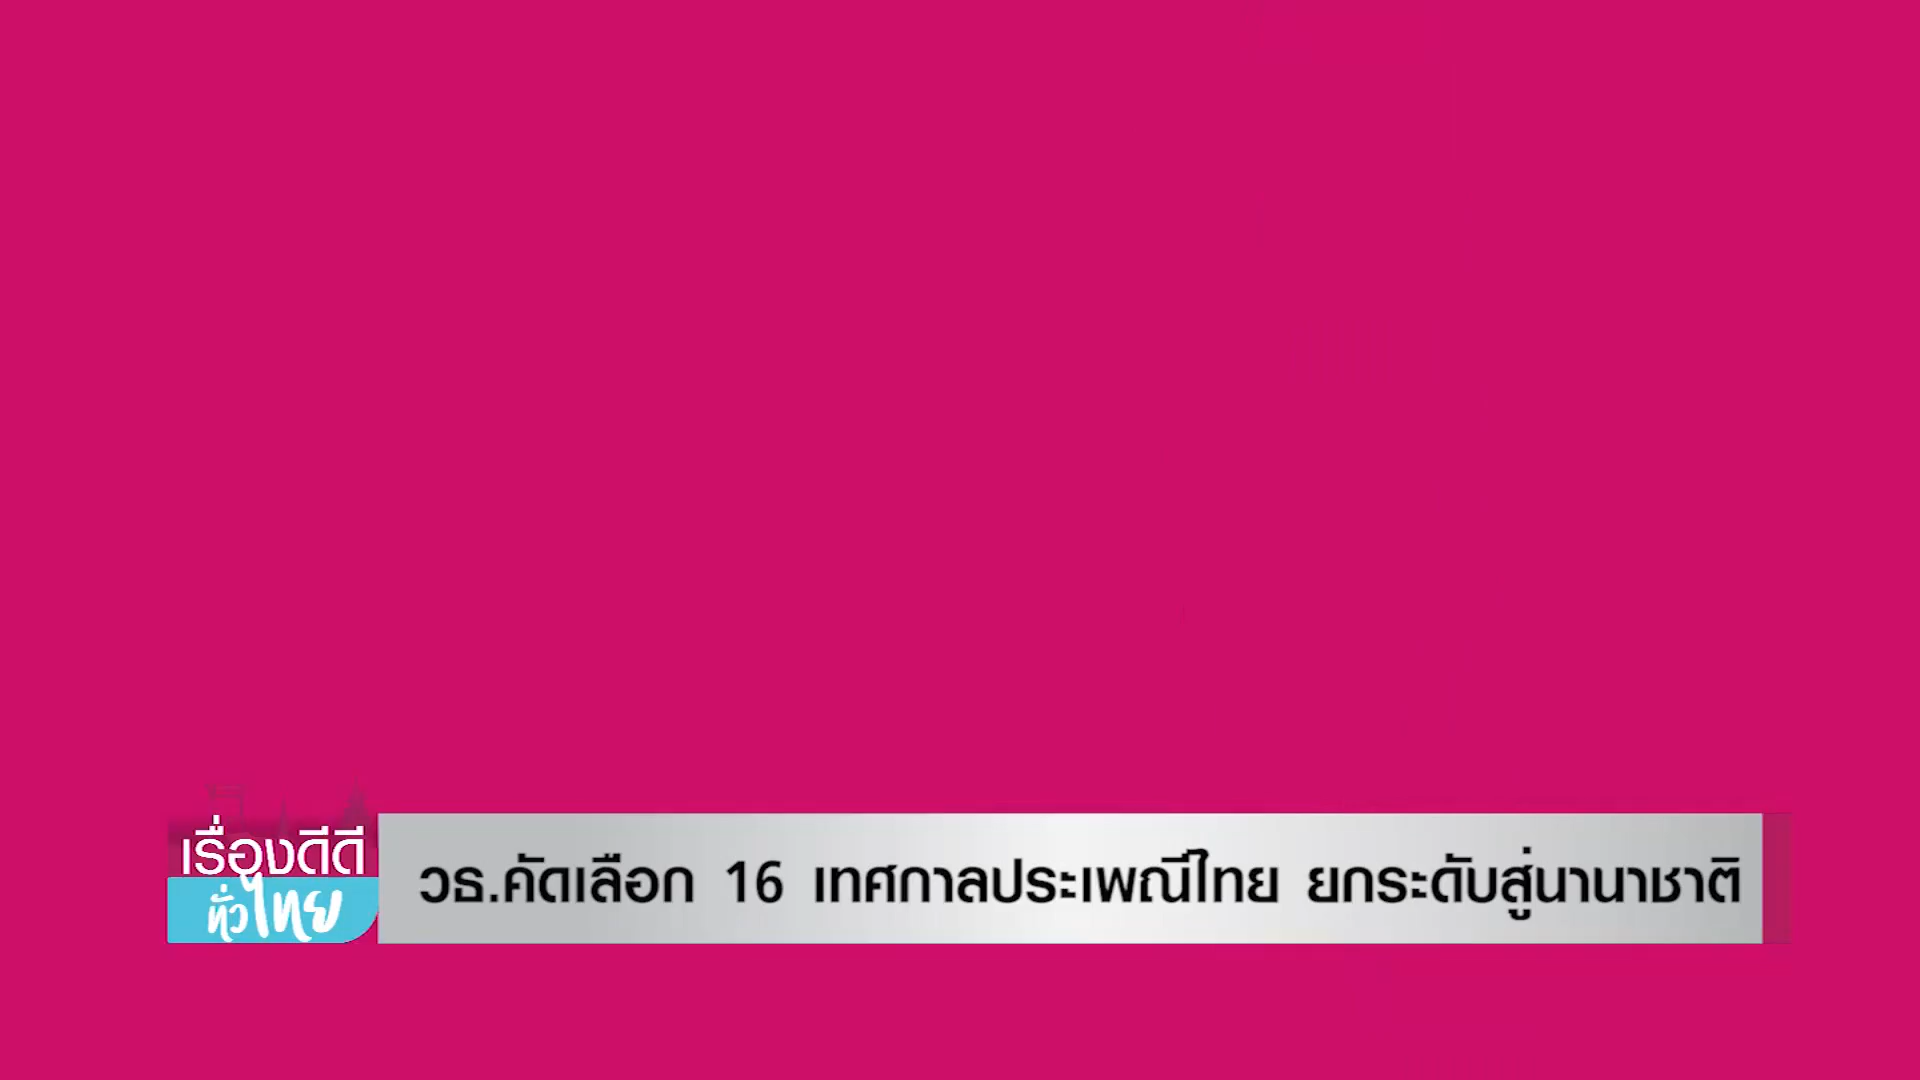 เรื่องดีดี
ทั่วไทย
วธ.คัดเลือก 16 เทศกาลประเพณีไทย ยกระดับสู่นานาชาติ